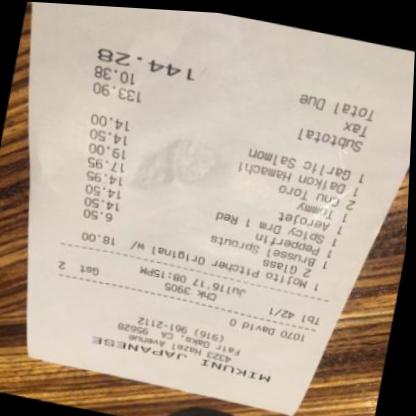 MIKUNI JAPANESE
4323 Hazel Avenue
Fair Oaks, CA 95628
(916) 961-2112
1070 David O
Tbl 42/1 Chk 3905 Gst 2
Jul16'17 08:15PM
1 Mojito Pitcher Original w/ 18.00
2 Glass
1 Brussel Sprouts 6.50
1 Pepperfin 14.50
1 Spicy Drm 1 Red 14.50
1 Aerojet 14.95
1 Tommy 17.95
2 Chu Toro 19.00
1 Daikon Hamachi 14.50
1 Garlic Salmon 14.00
Subtotal 133.90
Tax 10.38
Total Due 144.28